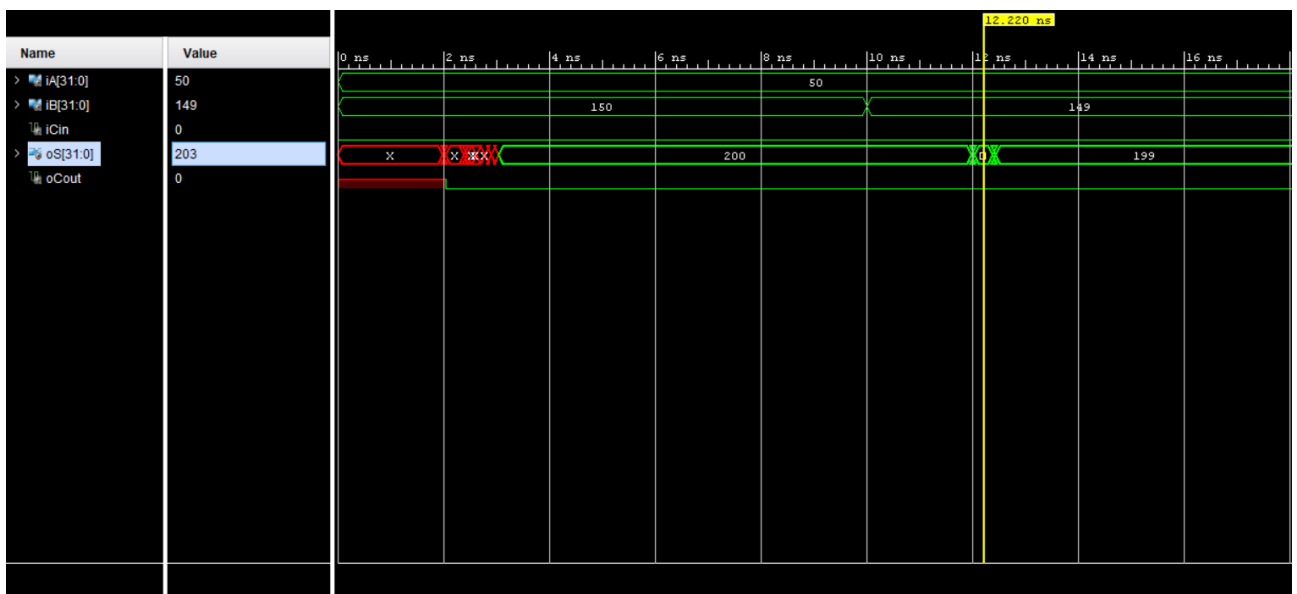 12.220 ns
Name Value 0 ns 2 ns 4 ns 6 ns 8 ns 10 ns 12 ns 14 ns 16 ns
iA[31:0] 50 50
iB[31:0] 149 150 149
iCin 0
oS[31:0] 203 X X X 200 199
oCout 0